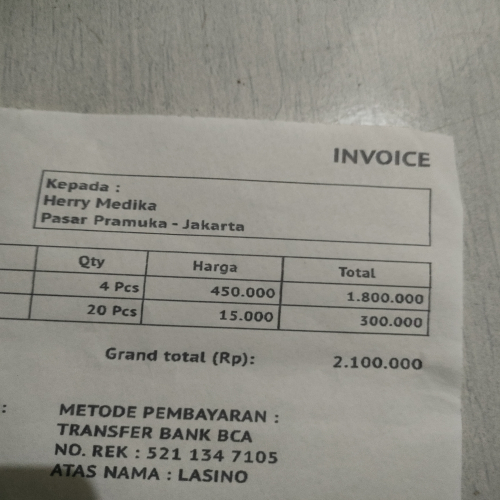 INVOICE
Kepada :
Herry Medika
Pasar Pramuka - Jakarta
Qty Harga Total
4 Pcs 450.000 1.800.000
20 Pcs 15.000 300.000
Grand total (Rp): 2.100.000
: METODE PEMBAYARAN :
TRANSFER BANK BCA
NO. REK : 521 134 7105
ATAS NAMA : LASINO